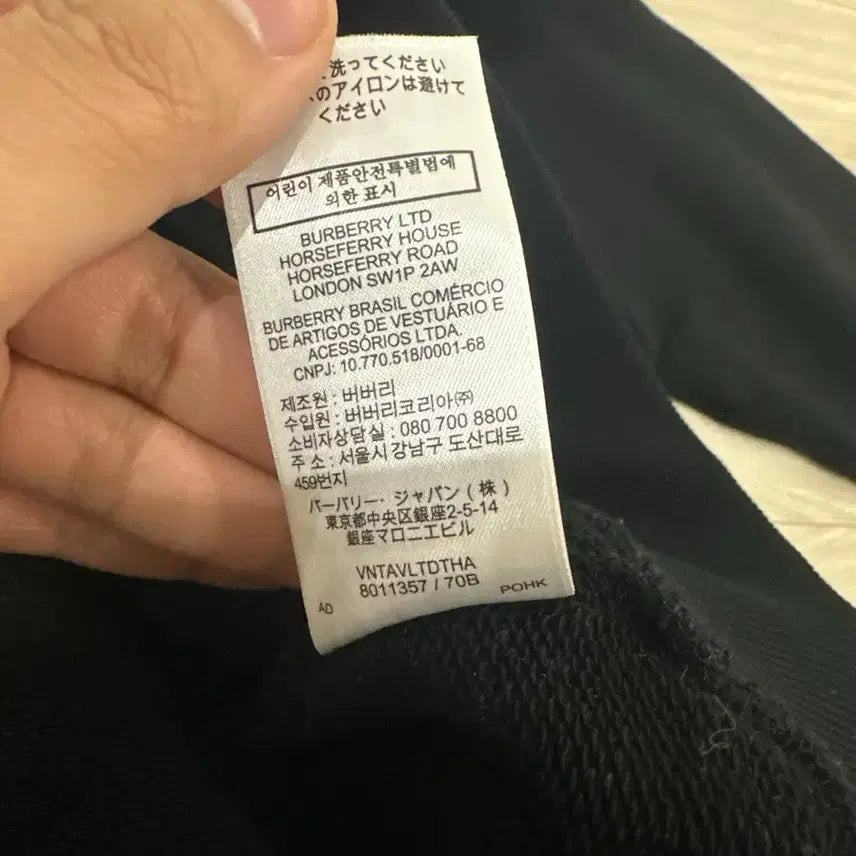 洗ってください
のアイロンは避けて
ください
어린이 제품안전특별법에
의한 표시
BURBERRY LTD
HORSEFERRY HOUSE
HORSEFERRY ROAD
LONDON SW1P 2AW
BURBERRY BRASIL COMÉRCIO
DE ARTIGOS DE VESTUÁRIO E
ACESSÓRIOS LTDA.
CNPJ: 10.770.518/0001-68
제조원 : 버버리
수입원 : 버버리코리아㈜
소비자상담실 : 080 700 8800
주 소 : 서울시 강남구 도산대로
459번지
バーバリー・ジャパン ( 株 )
東京都中央区銀座2-5-14
銀座マロニエビル
VNTAVLTDTHA
8011357 / 70B
AD
POHK